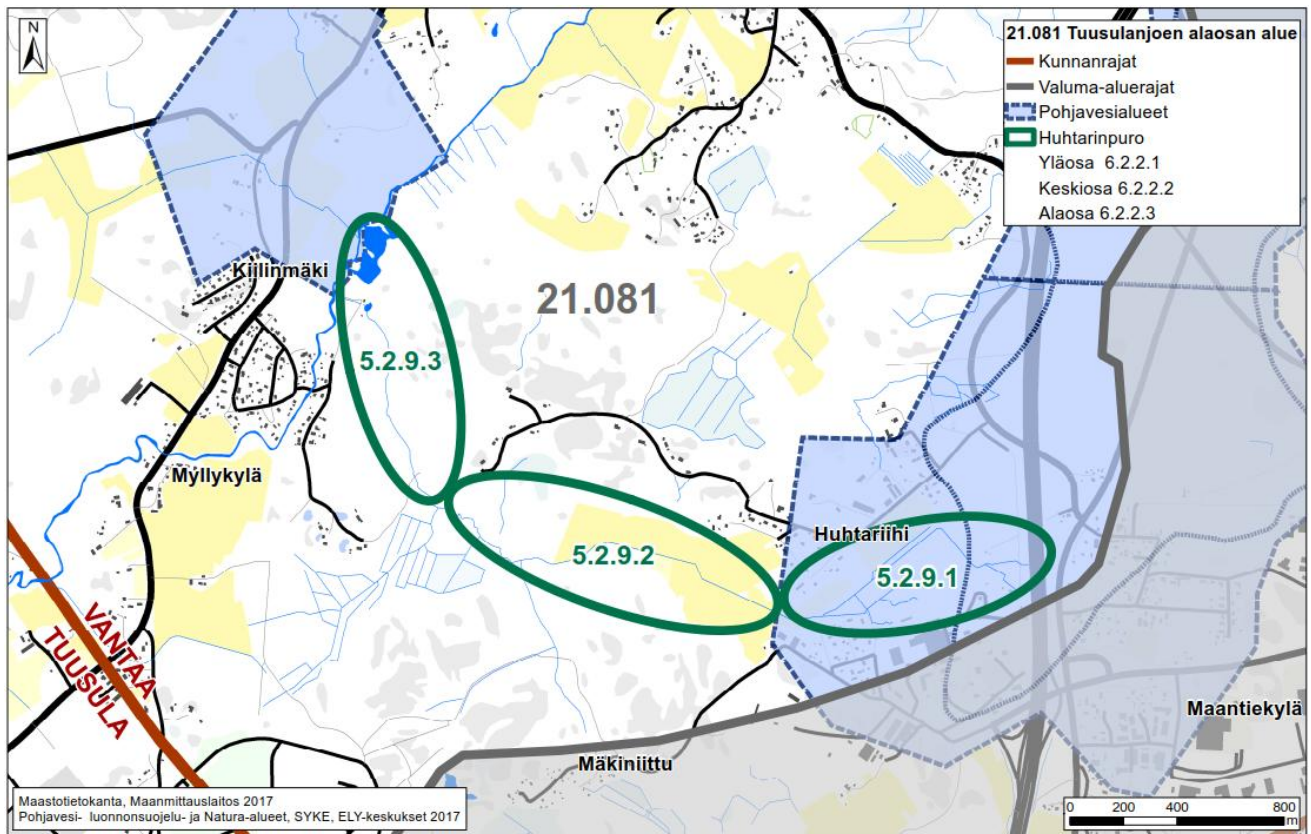 N
21.081 Tuusulanjoen alaosan alue
Kunnanrajat
Valuma-aluerajat
Pohjavesialueet
Huhtarinpuro
Yläosa 6.2.2.1
Keskiosa 6.2.2.2
Alaosa 6.2.2.3
Kiilinmäki
21.081
5.2.9.3
Myllykylä
Huhtariihi
5.2.9.2
5.2.9.1
VANTAA
TUUSULA
Maantiekylä
Mäkiniittu
Maastotietokanta, Maanmittauslaitos 2017
Pohjavesi- luonnonsuojelu- ja Natura-alueet, SYKE, ELY-keskukset 2017
0 200 400 800
m